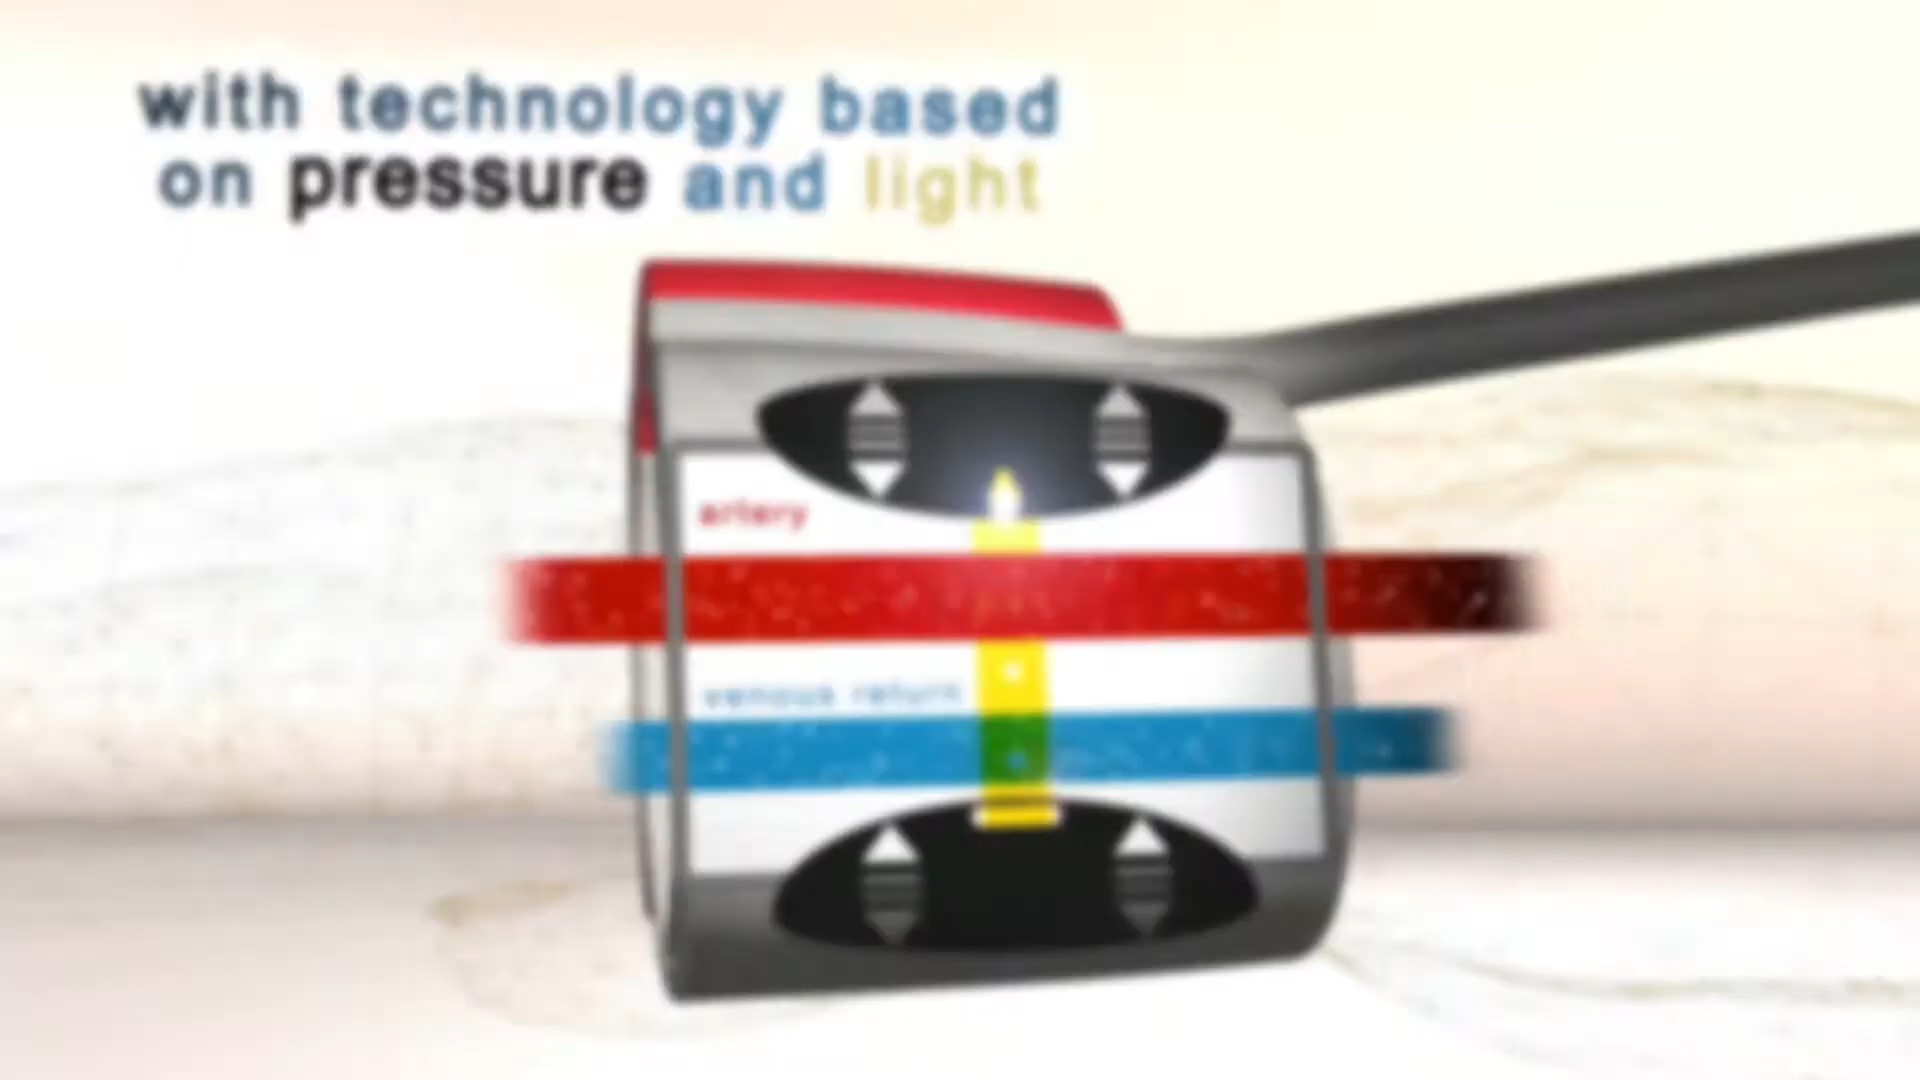 with technology based
on pressure and light
artery
venous return